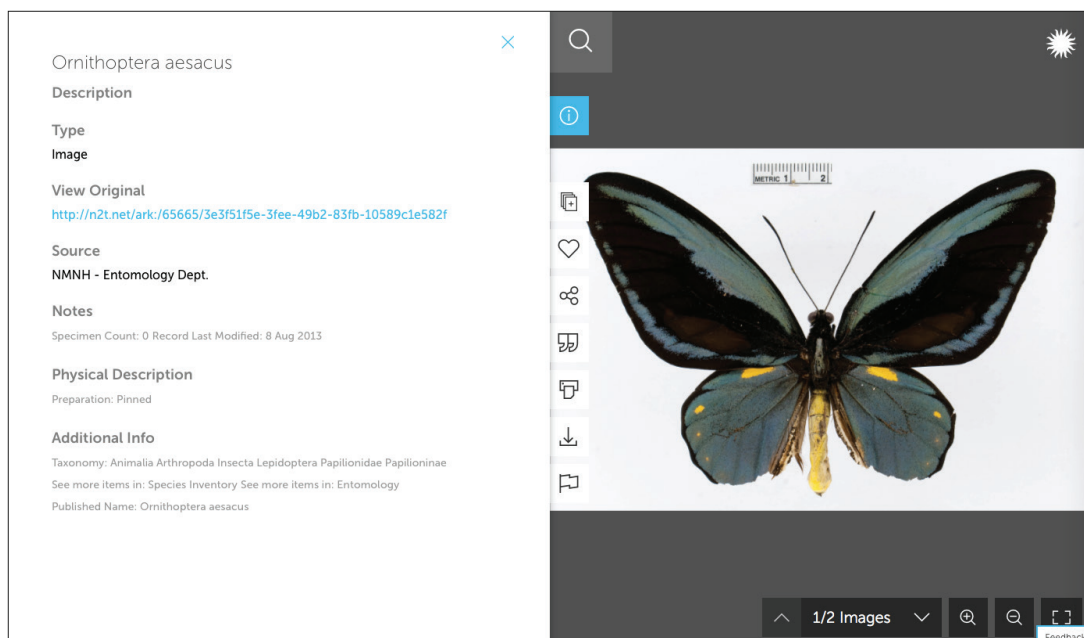 Ornithoptera aesacus
Description
Type
Image
View Original
http://n2t.net/ark:/65665/3e3f51f5e-3fee-49b2-83fb-10589c1e582f
Source
NMNH - Entomology Dept.
Notes
Specimen Count: 0 Record Last Modified: 8 Aug 2013
Physical Description
Preparation: Pinned
Additional Info
Taxonomy: Animalia Arthropoda Insecta Lepidoptera Papilionidae Papilioninae
See more items in: Species Inventory See more items in: Entomology
Published Name: Ornithoptera aesacus
METRIC 1 2
1/2 Images
Feedback